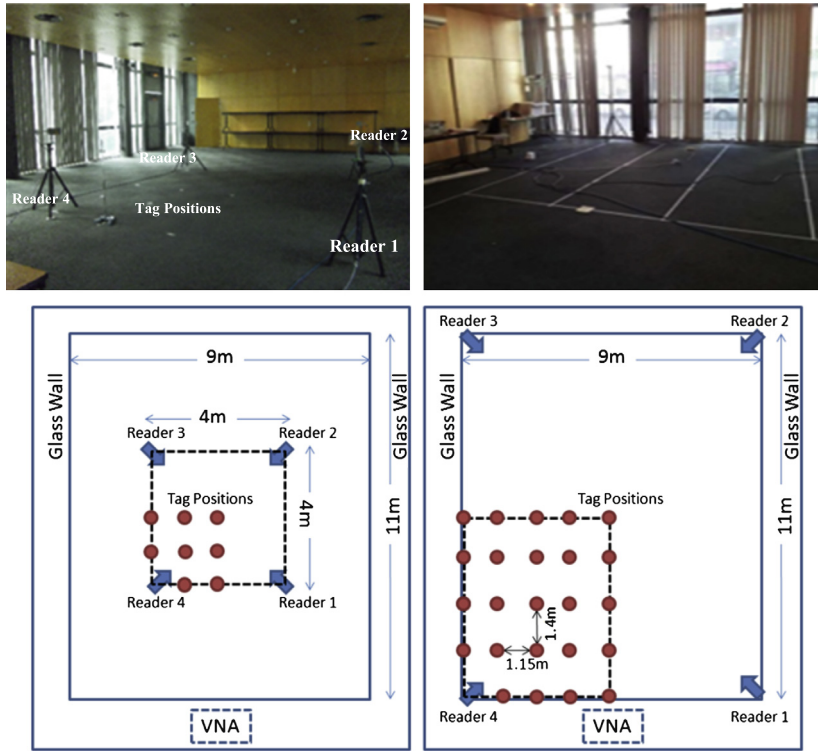 Reader 2
Reader 3
Reader 4
Tag Positions
Reader 1
9m
Glass Wall
4m
Reader 3
Reader 2
Tag Positions
4m
11m
Reader 4
Reader 1
VNA
Glass Wall
Reader 3
Reader 2
9m
Glass Wall
Tag Positions
11m
1.4m
1.15m
Reader 4
Reader 1
VNA
Glass Wall